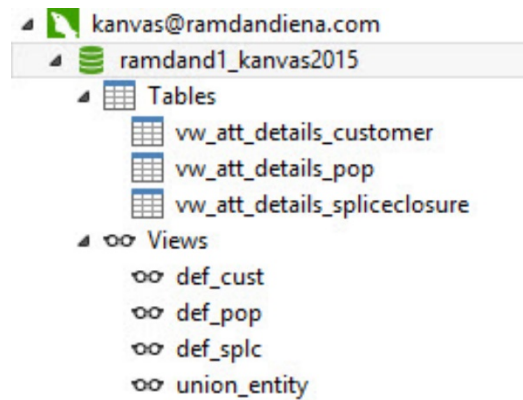 kanvas@ramdandiena.com
ramdand1_kanvas2015
Tables
vw_att_details_customer
vw_att_details_pop
vw_att_details_spliceclosure
Views
def_cust
def_pop
def_splc
union_entity